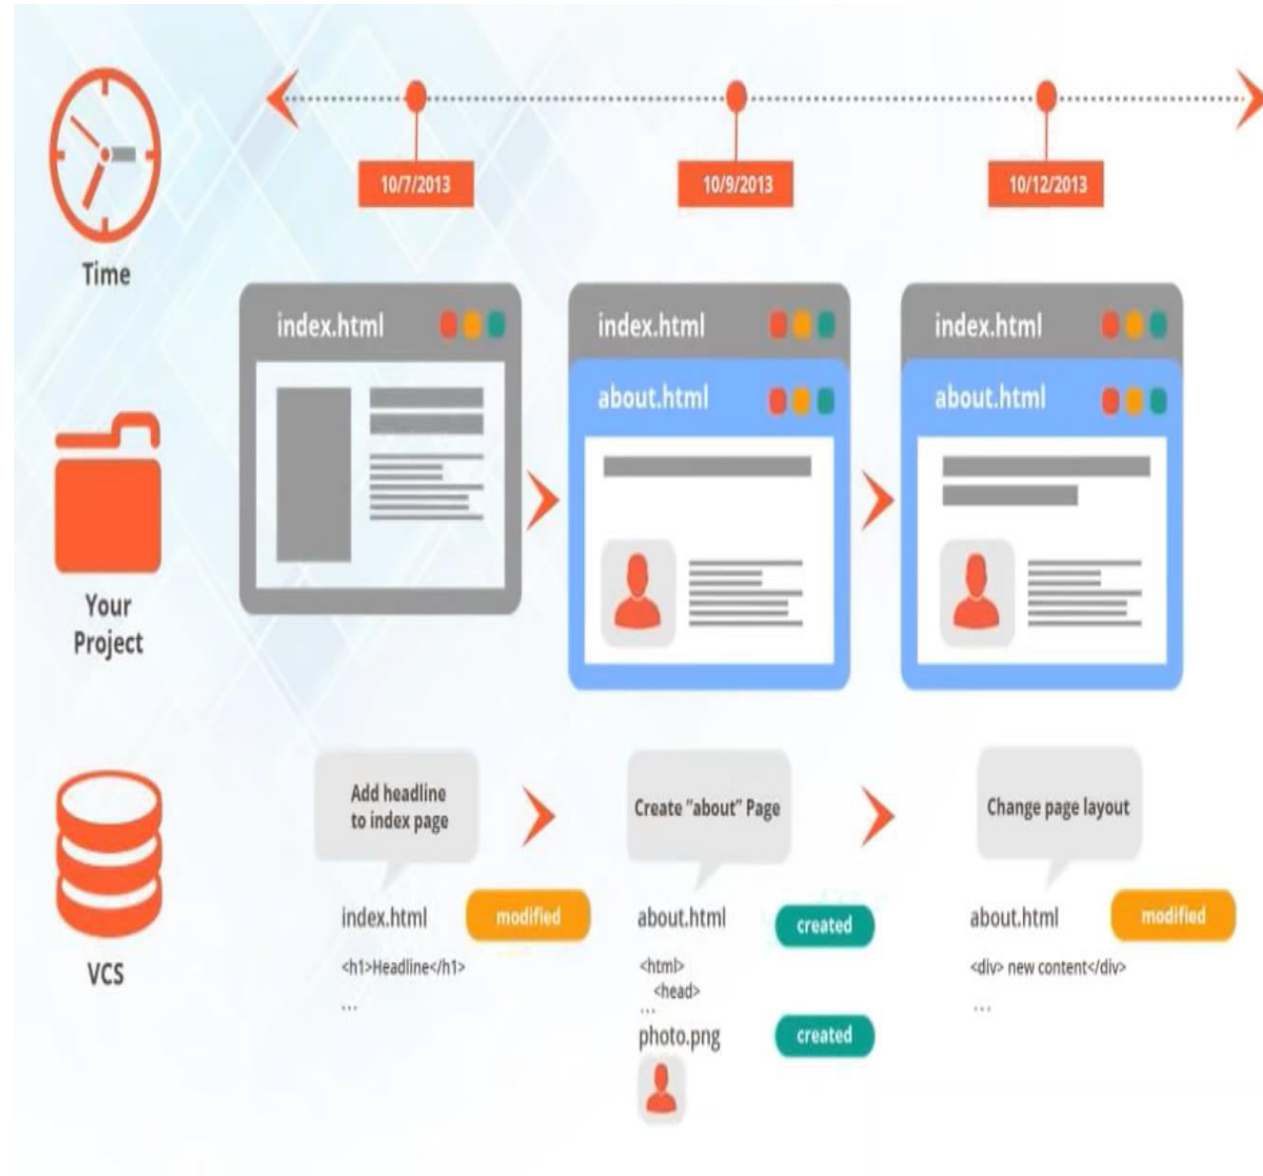 10/7/2013
10/9/2013
10/12/2013
Time
index.html
index.html
about.html
index.html
about.html
Your
Project
Add headline
to index page
Create "about" Page
Change page layout
VCS
index.html
modified
<h1>Headline</h1>
...
about.html
created
<html>
<head>
...
photo.png
created
about.html
modified
<div> new content</div>
...